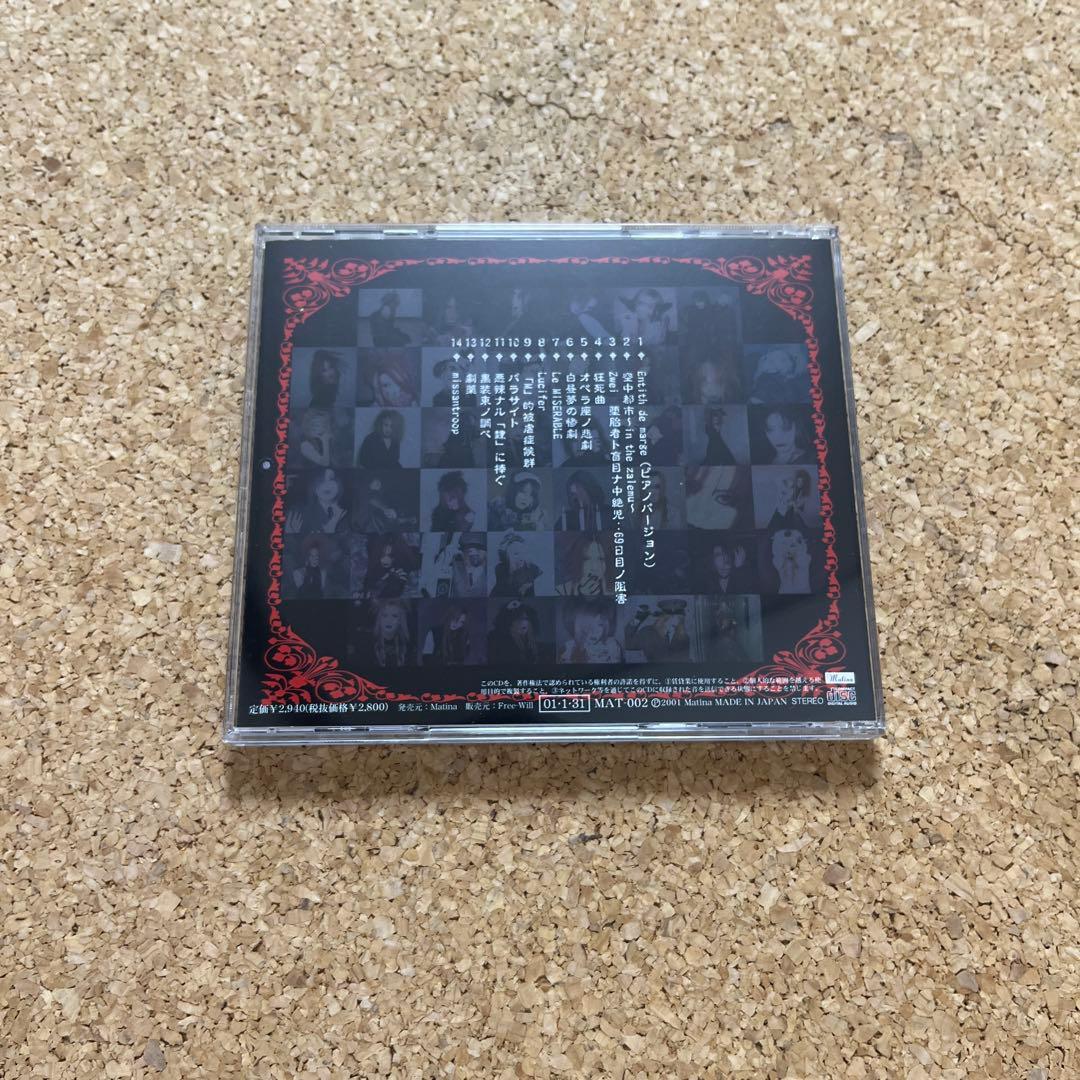 1 ◆ Entith de marge (ピアノバージョン)
2 ◆ 空中都市～in the zalemu～
3 ◆ Zwei 堕胎者ト盲目ナ中絶児‥69日目ノ阻害
4 ◆ 狂死曲
5 ◆ オペラ座ノ悲劇
6 ◆ 白昼夢の惨劇
7 ◆ Le MISERABLE
8 ◆ Lucifer
9 ◆ 「M」的被虐症候群
10 ◆ パラサイト
11 ◆ 悪辣ナル「隷」に捧ぐ
12 ◆ 黒装束ノ調べ
13 ◆ 劇薬
14 ◆ missantroop
このCDを、著作権法で認められている権利者の許諾を得ずに、①賃貸業に使用すること、②個人的な範囲を越える使
用目的で複製すること、③ネットワーク等を通じてこのCDに収録された音を送信できる状態にすることを禁じます。
Matina
COMPACT disc DIGITAL AUDIO
定価￥2,940(税抜価格￥2,800) 発売元：Matina 販売元：Free-Will 01・1・31 MAT-002 Ⓟ2001 Matina MADE IN JAPAN STEREO